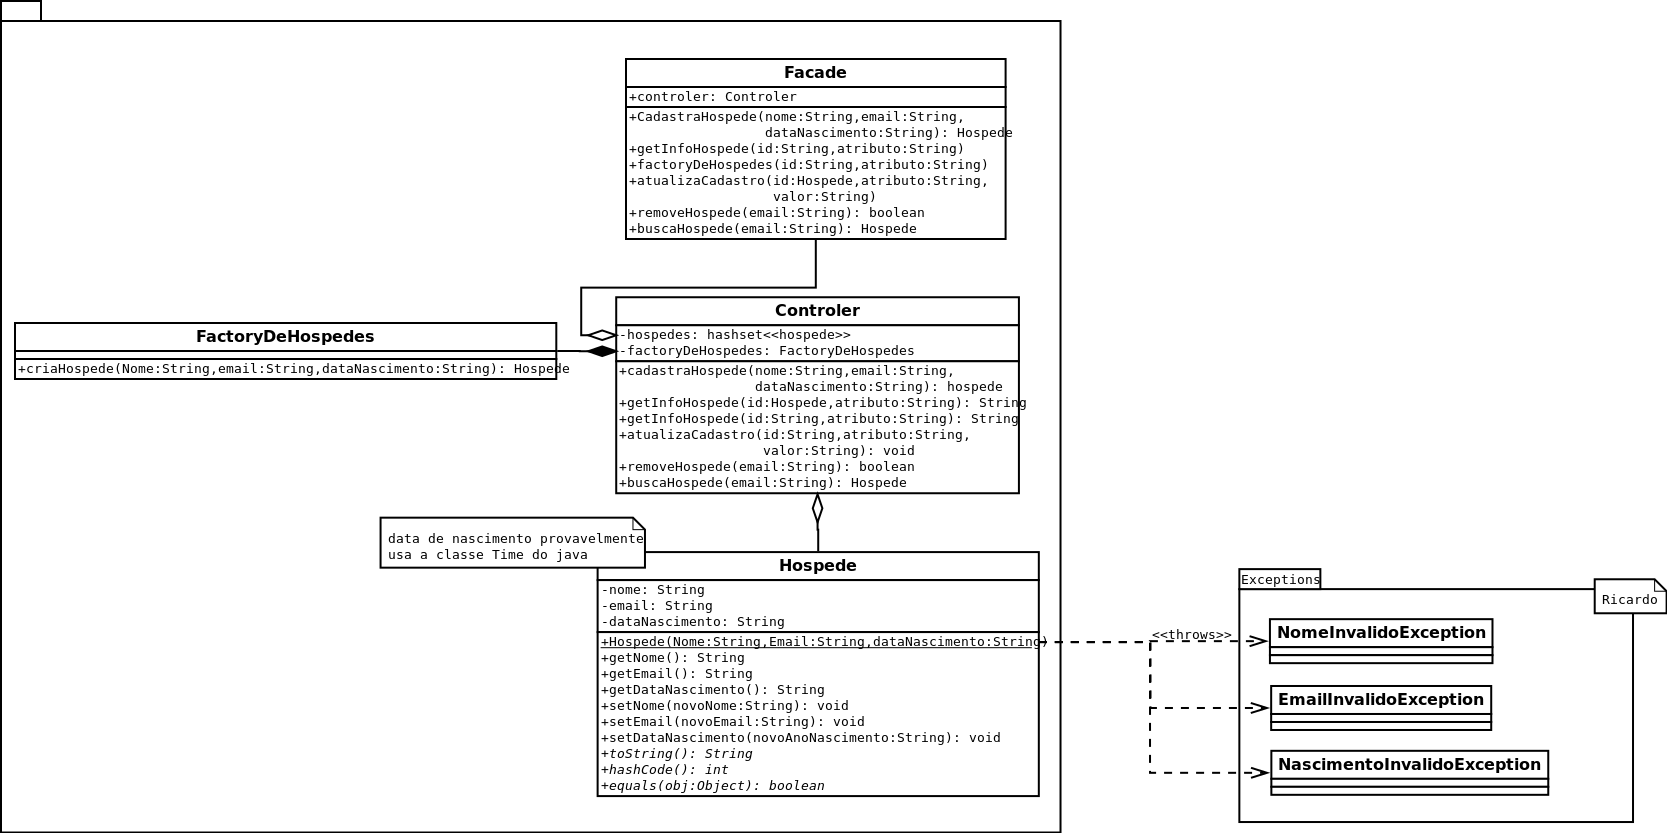 Facade
+controler: Controler
+CadastraHospede(nome:String,email:String,
dataNascimento:String): Hospede
+getInfoHospede(id:String,atributo:String)
+factoryDeHospedes(id:String,atributo:String)
+atualizaCadastro(id:Hospede,atributo:String,
valor:String)
+removeHospede(email:String): boolean
+buscaHospede(email:String): Hospede
FactoryDeHospedes
+criaHospede(Nome:String,email:String,dataNascimento:String): Hospede
Controler
-hospedes: hashset<<hospede>>
-factoryDeHospedes: FactoryDeHospedes
+cadastraHospede(nome:String,email:String,
dataNascimento:String): hospede
+getInfoHospede(id:Hospede,atributo:String): String
+getInfoHospede(id:String,atributo:String): String
+atualizaCadastro(id:String,atributo:String,
valor:String): void
+removeHospede(email:String): boolean
+buscaHospede(email:String): Hospede
data de nascimento provavelmente
usa a classe Time do java
Hospede
-nome: String
-email: String
-dataNascimento: String
+Hospede(Nome:String,Email:String,dataNascimento:String)
+getNome(): String
+getEmail(): String
+getDataNascimento(): String
+setNome(novoNome:String): void
+setEmail(novoEmail:String): void
+setDataNascimento(novoAnoNascimento:String): void
+toString(): String
+hashCode(): int
+equals(obj:Object): boolean
<<throws>>
Exceptions
Ricardo
NomeInvalidoException
EmailInvalidoException
NascimentoInvalidoException